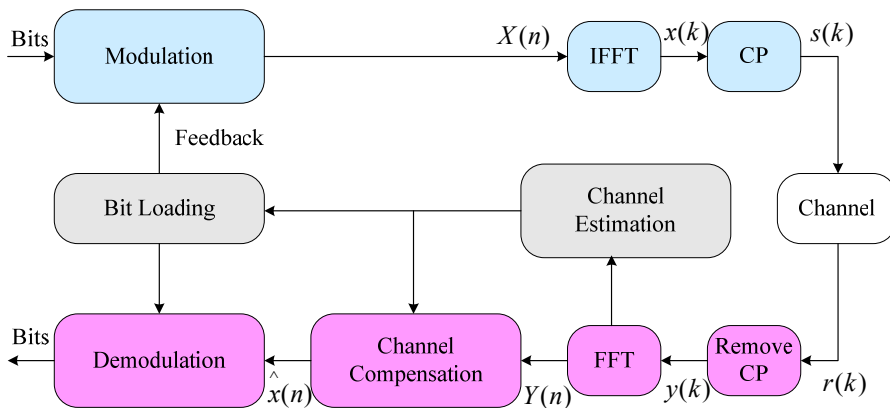 Bits
Modulation
X(n)
IFFT
x(k)
CP
s(k)
Feedback
Bit Loading
Channel
Estimation
Channel
Bits
Demodulation
^
x(n)
Channel
Compensation
Y(n)
FFT
y(k)
Remove
CP
r(k)